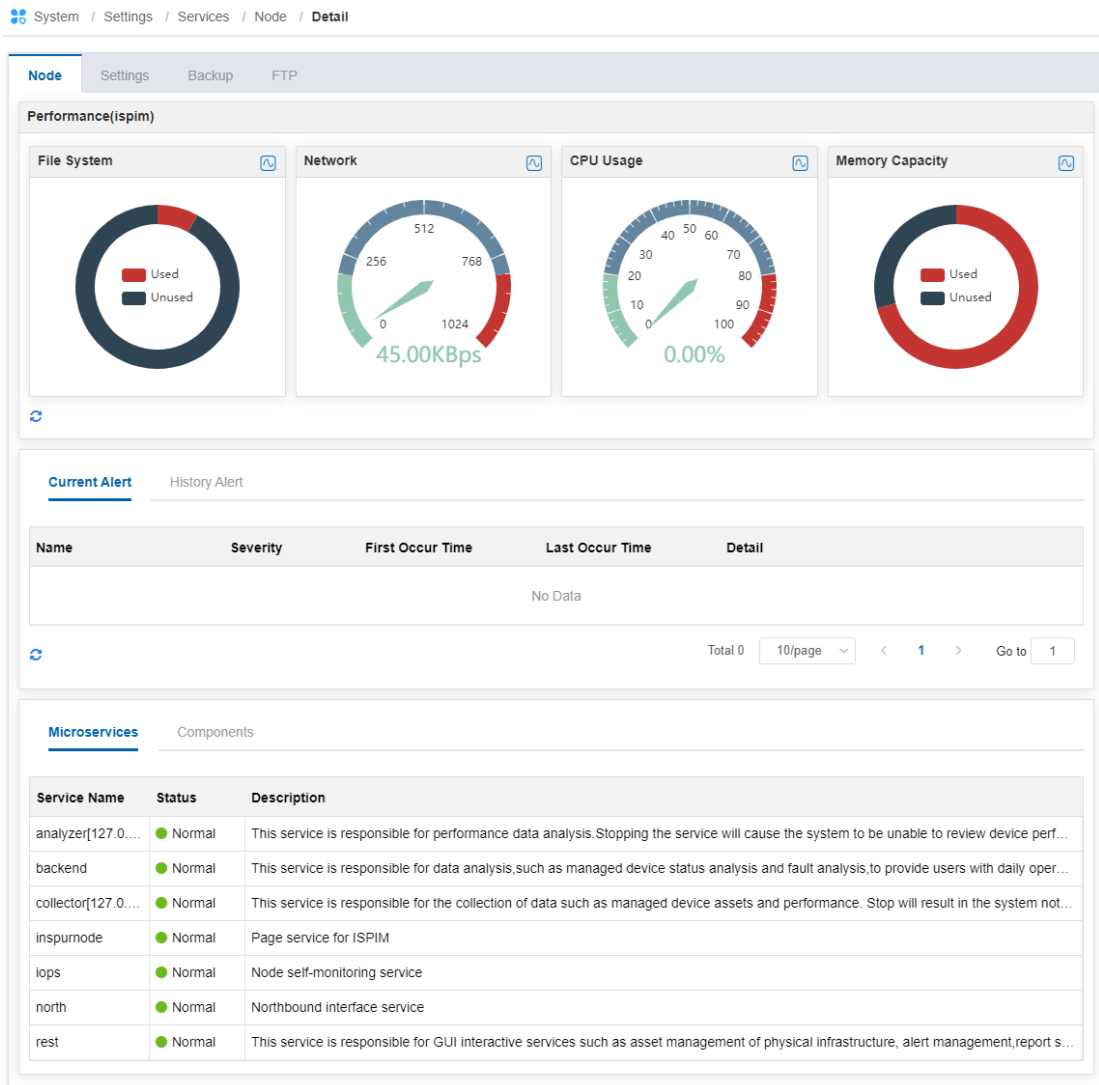 System / Settings / Services / Node / Detail
Node Settings Backup FTP
Performance(ispim)
File System
Used
Unused
Network
0
256
512
768
1024
45.00KBps
CPU Usage
0
10
20
30
40
50
60
70
80
90
100
0.00%
Memory Capacity
Used
Unused
Current Alert History Alert
Name Severity First Occur Time Last Occur Time Detail
No Data
Total 0 10/page 1 Go to 1
Microservices Components
Service Name Status Description
analyzer[127.0.... Normal This service is responsible for performance data analysis.Stopping the service will cause the system to be unable to review device perf...
backend Normal This service is responsible for data analysis,such as managed device status analysis and fault analysis,to provide users with daily oper...
collector[127.0.... Normal This service is responsible for the collection of data such as managed device assets and performance. Stop will result in the system not...
inspurnode Normal Page service for ISPIM
iops Normal Node self-monitoring service
north Normal Northbound interface service
rest Normal This service is responsible for GUI interactive services such as asset management of physical infrastructure, alert management,report s...